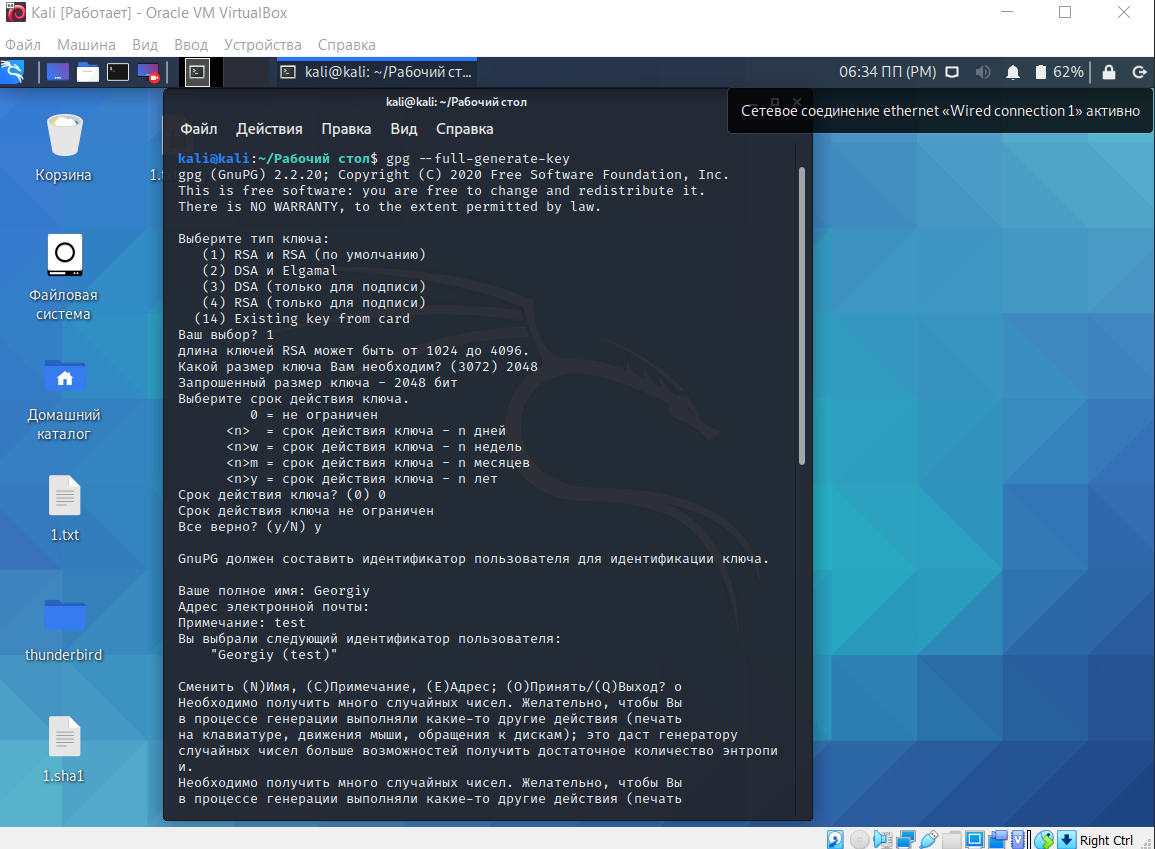 Kali [Работает] - Oracle VM VirtualBox
Файл Машина Вид Ввод Устройства Справка
kali@kali: ~/Рабочий ст... 06:34 ПП (PM) 62%
Сетевое соединение ethernet «Wired connection 1» активно
kali@kali: ~/Рабочий стол
Файл Действия Правка Вид Справка
Корзина
Файловая
система
Домашний
каталог
1.txt
thunderbird
1.sha1
kali@kali:~/Рабочий стол$ gpg --full-generate-key
gpg (GnuPG) 2.2.20; Copyright (C) 2020 Free Software Foundation, Inc.
This is free software: you are free to change and redistribute it.
There is NO WARRANTY, to the extent permitted by law.
Выберите тип ключа:
(1) RSA и RSA (по умолчанию)
(2) DSA и Elgamal
(3) DSA (только для подписи)
(4) RSA (только для подписи)
(14) Existing key from card
Ваш выбор? 1
длина ключей RSA может быть от 1024 до 4096.
Какой размер ключа Вам необходим? (3072) 2048
Запрошенный размер ключа - 2048 бит
Выберите срок действия ключа.
0 = не ограничен
<n> = срок действия ключа - n дней
<n>w = срок действия ключа - n недель
<n>m = срок действия ключа - n месяцев
<n>y = срок действия ключа - n лет
Срок действия ключа? (0) 0
Срок действия ключа не ограничен
Все верно? (y/N) y
GnuPG должен составить идентификатор пользователя для идентификации ключа.
Ваше полное имя: Georgiy
Адрес электронной почты:
Примечание: test
Вы выбрали следующий идентификатор пользователя:
"Georgiy (test)"
Сменить (N)Имя, (C)Примечание, (E)Адрес; (O)Принять/(Q)Выход? o
Необходимо получить много случайных чисел. Желательно, чтобы Вы
в процессе генерации выполняли какие-то другие действия (печать
на клавиатуре, движения мыши, обращения к дискам); это даст генератору
случайных чисел больше возможностей получить достаточное количество энтропи
и.
Необходимо получить много случайных чисел. Желательно, чтобы Вы
в процессе генерации выполняли какие-то другие действия (печать
Right Ctrl